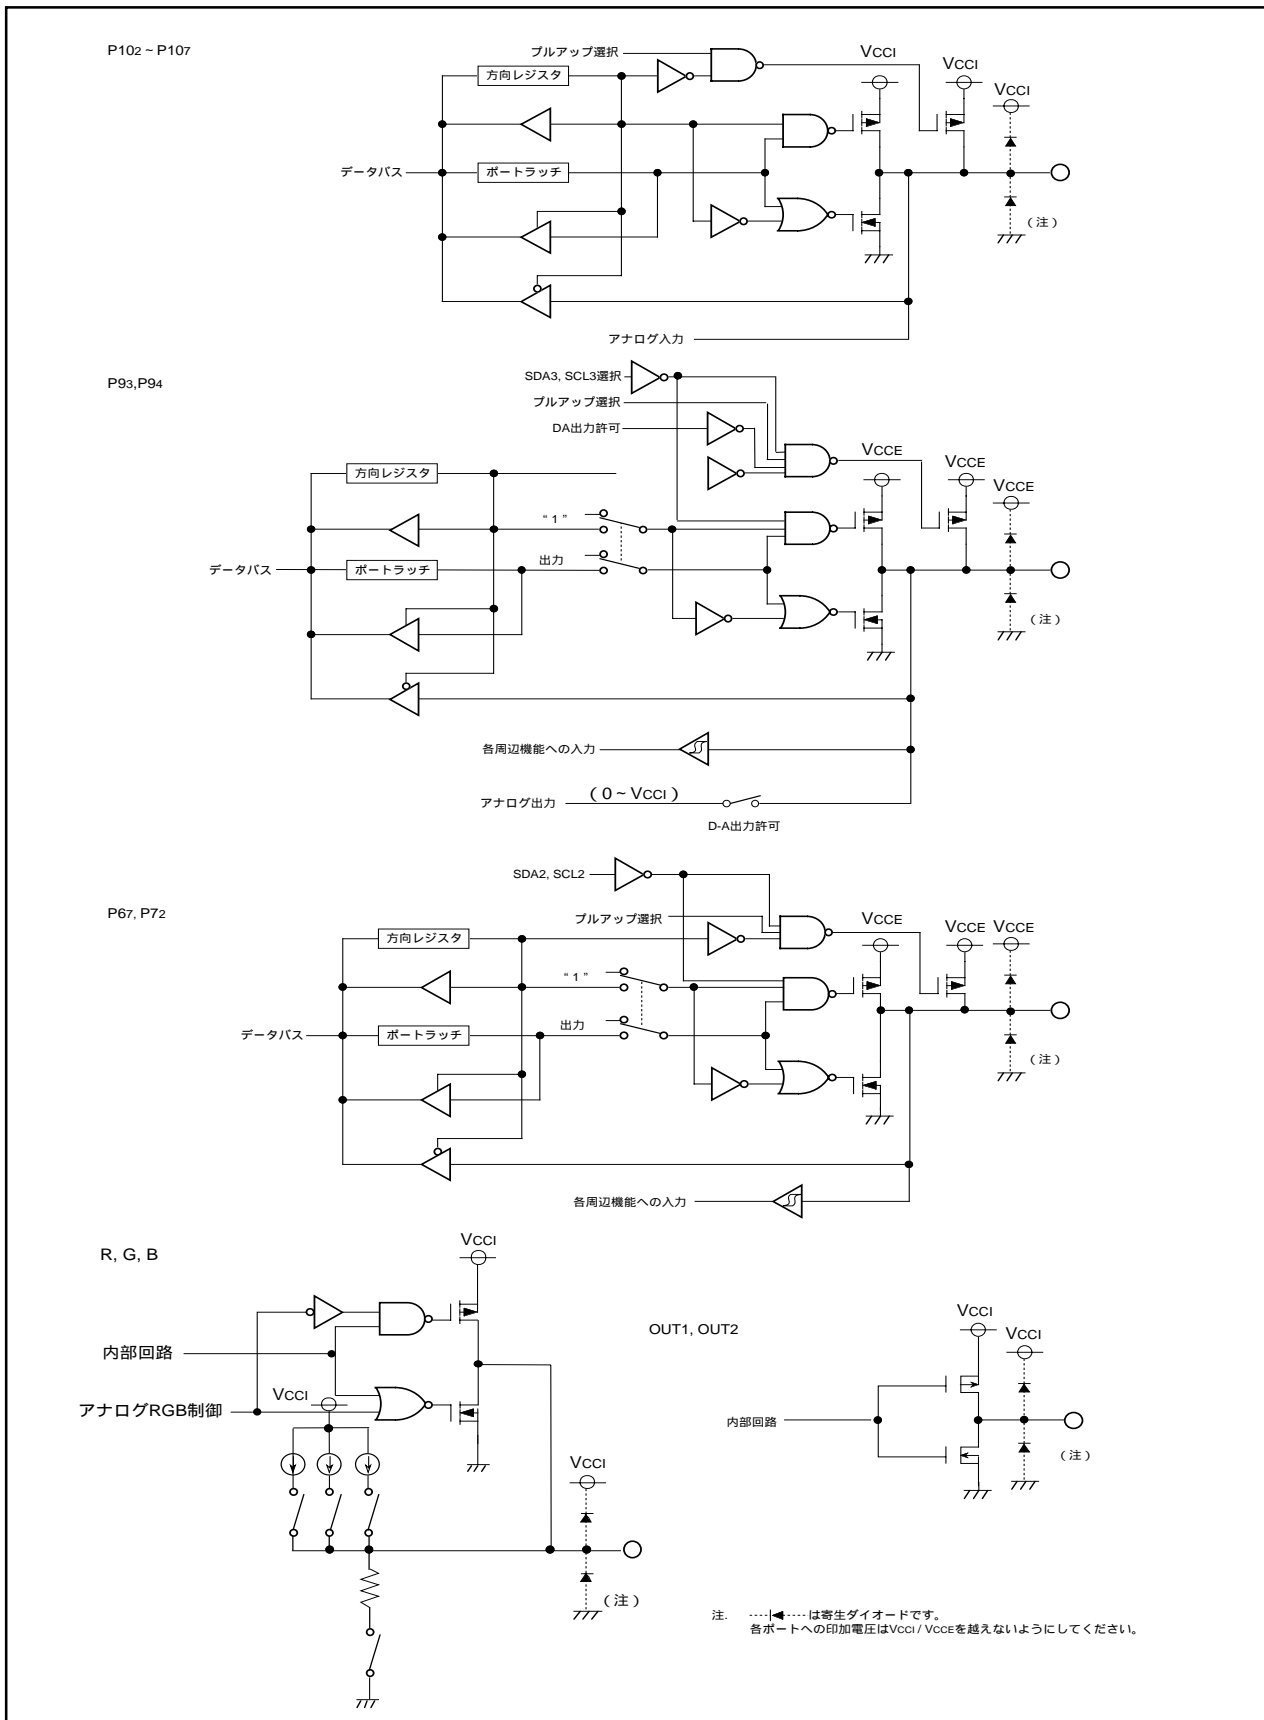 P102 ~ P107
プルアップ選択
VCCI
VCCI
VCCI
方向レジスタ
データバス
ポートラッチ
(注)
アナログ入力
P93,P94
SDA3, SCL3選択
プルアップ選択
DA出力許可
VCCE
VCCE
VCCE
方向レジスタ
“1”
データバス
ポートラッチ
出力
(注)
各周辺機能への入力
アナログ出力
(0 ~ VCCI)
D-A出力許可
SDA2, SCL2
P67, P72
プルアップ選択
VCCE
VCCE
VCCE
方向レジスタ
“1”
データバス
ポートラッチ
出力
(注)
各周辺機能への入力
R, G, B
VCCI
内部回路
VCCI
アナログRGB制御
VCCI
(注)
OUT1, OUT2
VCCI
VCCI
内部回路
(注)
注. は寄生ダイオードです。
各ポートへの印加電圧はVCCI / VCCEを越えないようにしてください。